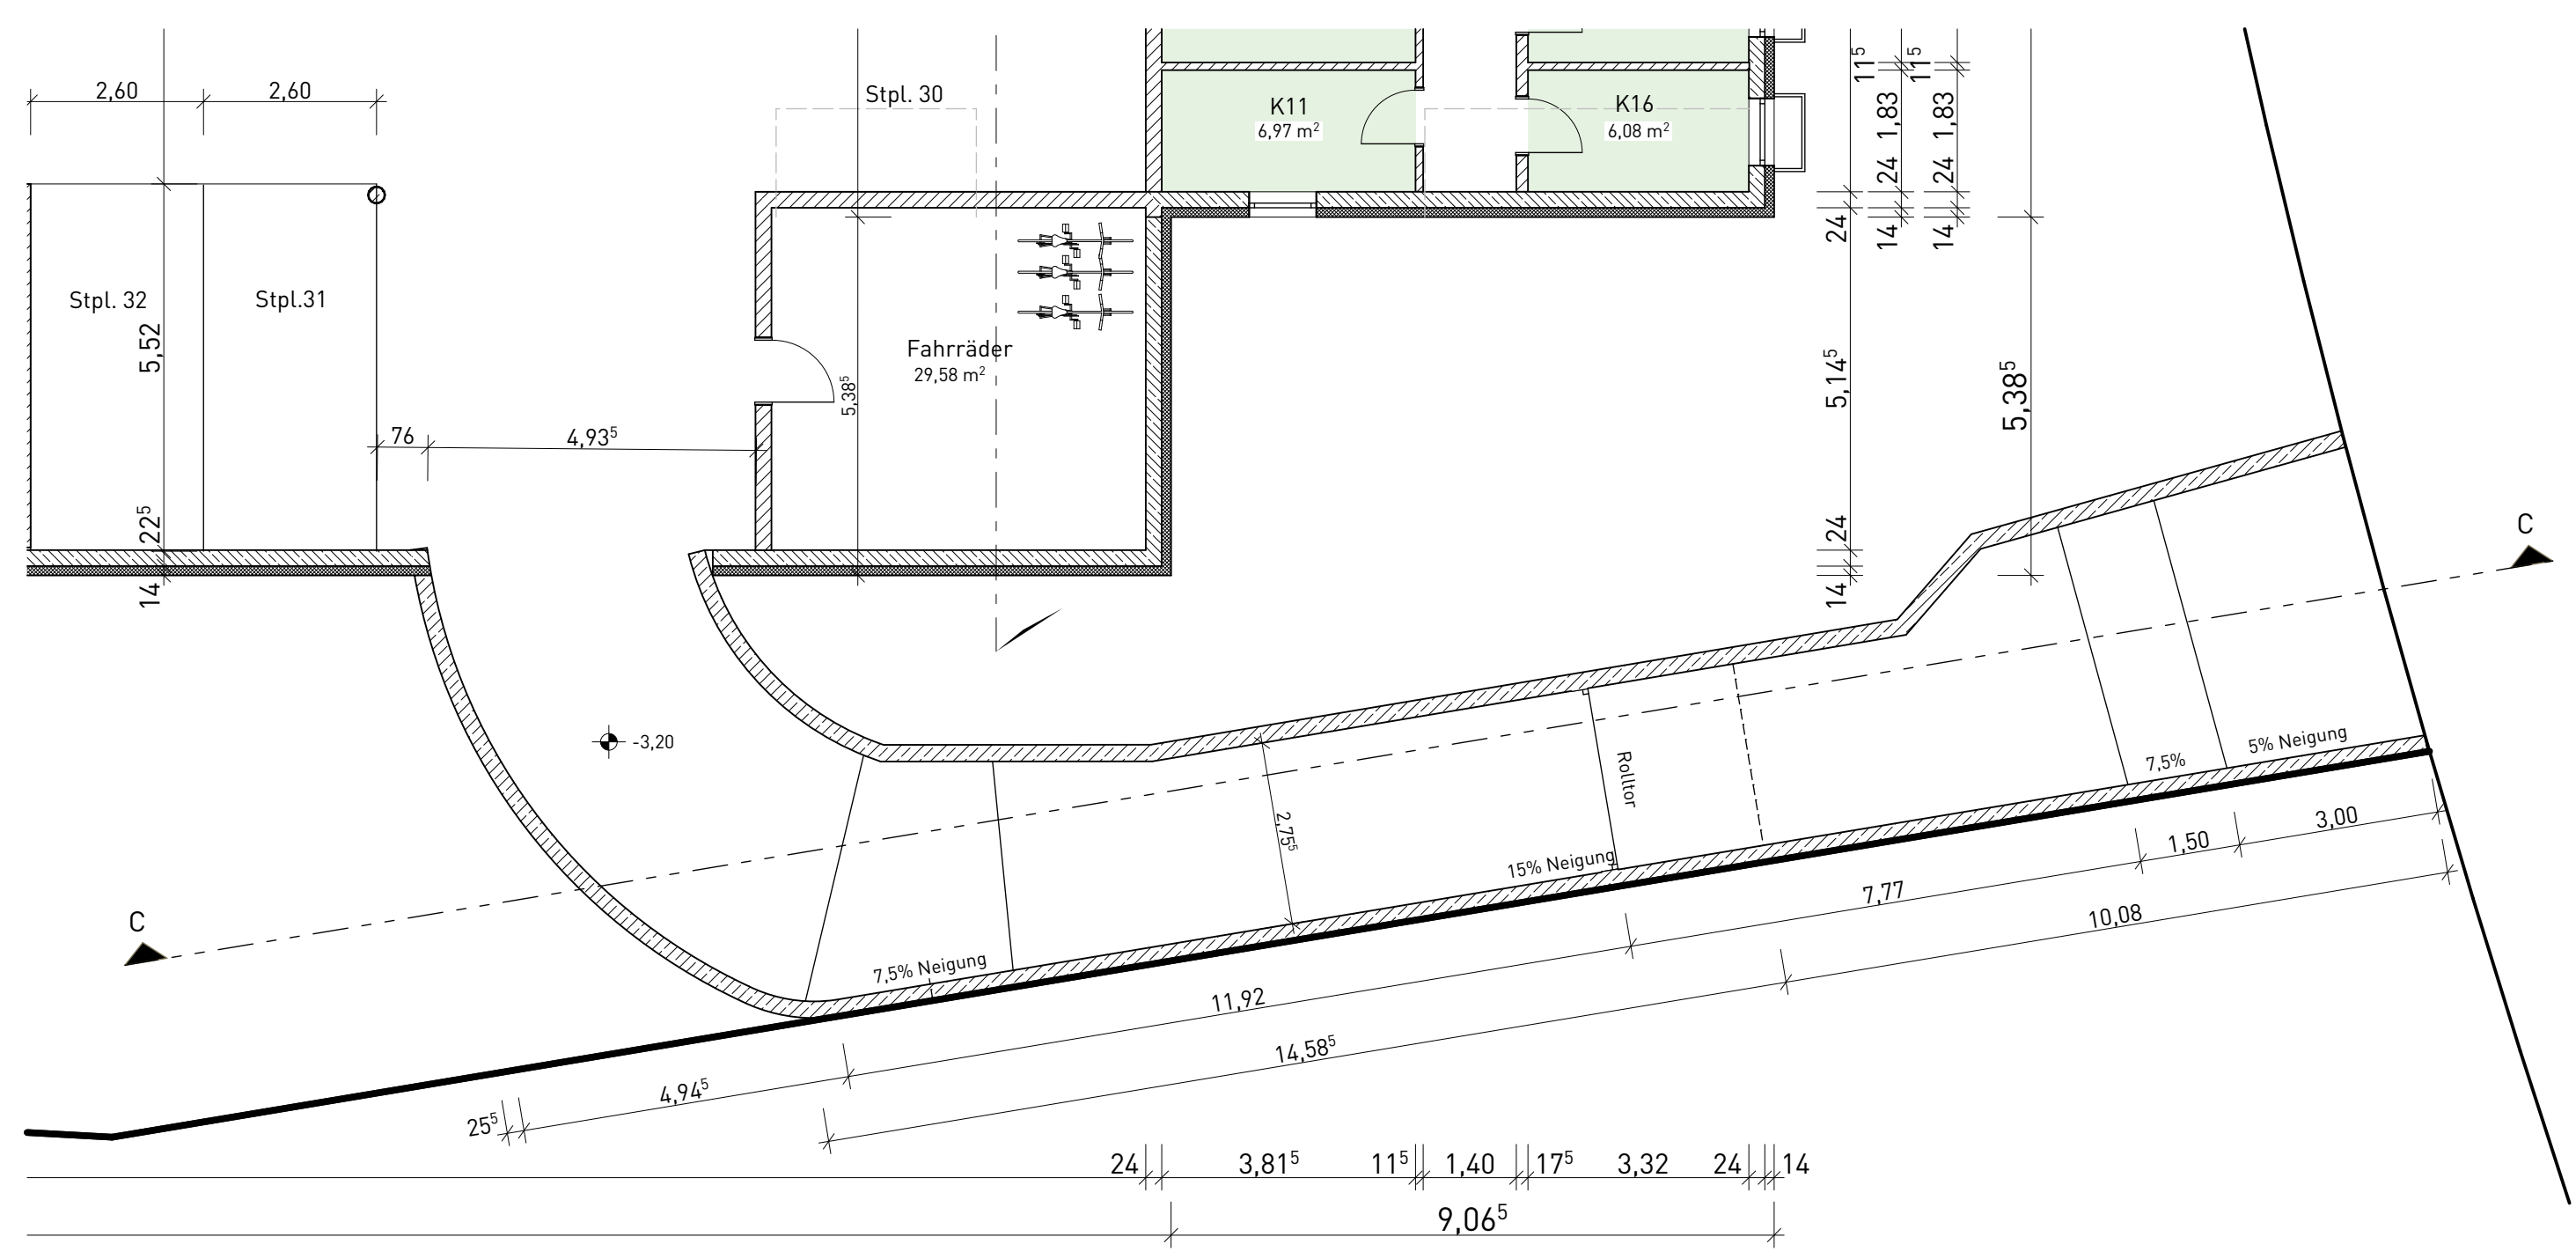 2,60
2,60
Stpl. 30
K11
6,97 m²
K16
6,08 m²
11⁵
11⁵
1,83
1,83
24
24
24
14
14
Stpl. 32
Stpl.31
5,52
22⁵
14
76
4,93⁵
Fahrräder
29,58 m²
5,38⁵
5,14⁵
5,38⁵
24
14
C
-3,20
Rolltor
2,75⁵
15% Neigung
7,5%
5% Neigung
3,00
1,50
7,77
10,08
C
7,5% Neigung
11,92
14,58⁵
4,94⁵
25⁵
24
3,81⁵
11⁵
1,40
17⁵
3,32
24
14
9,06⁵